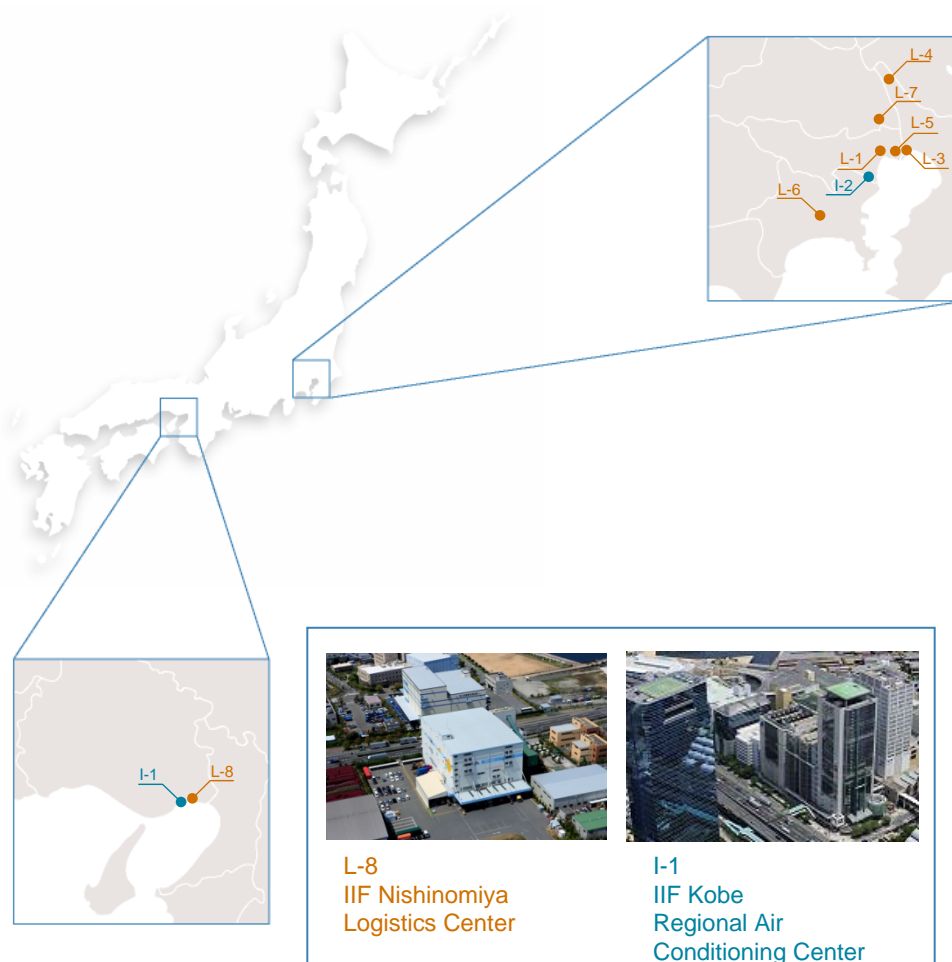 L-4
L-7
L-5
L-1
L-3
I-2
L-6
I-1
L-8
L-8
IIF Nishinomiya
Logistics Center
I-1
IIF Kobe
Regional Air
Conditioning Center